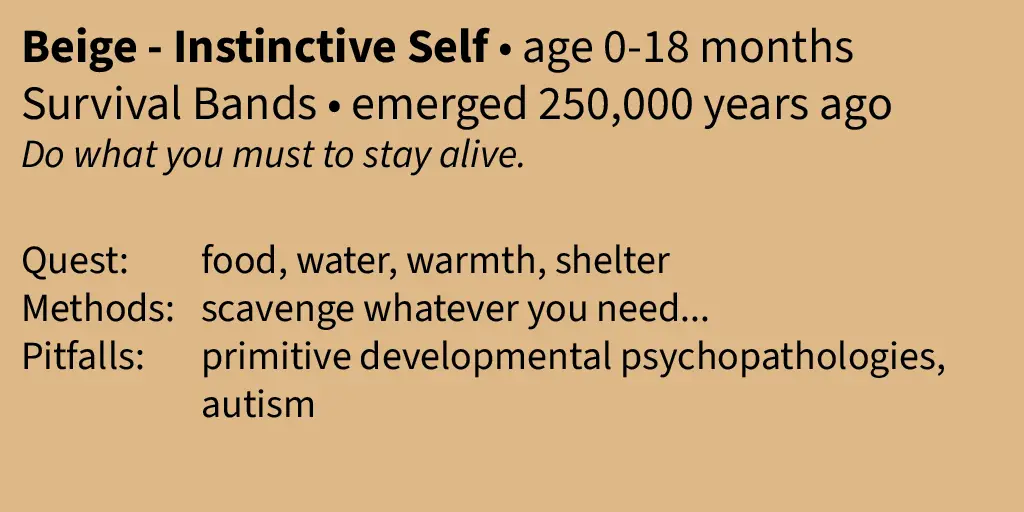 Beige - Instinctive Self • age 0-18 months
Survival Bands • emerged 250,000 years ago
Do what you must to stay alive.
Quest: food, water, warmth, shelter
Methods: scavenge whatever you need...
Pitfalls: primitive developmental psychopathologies,
autism